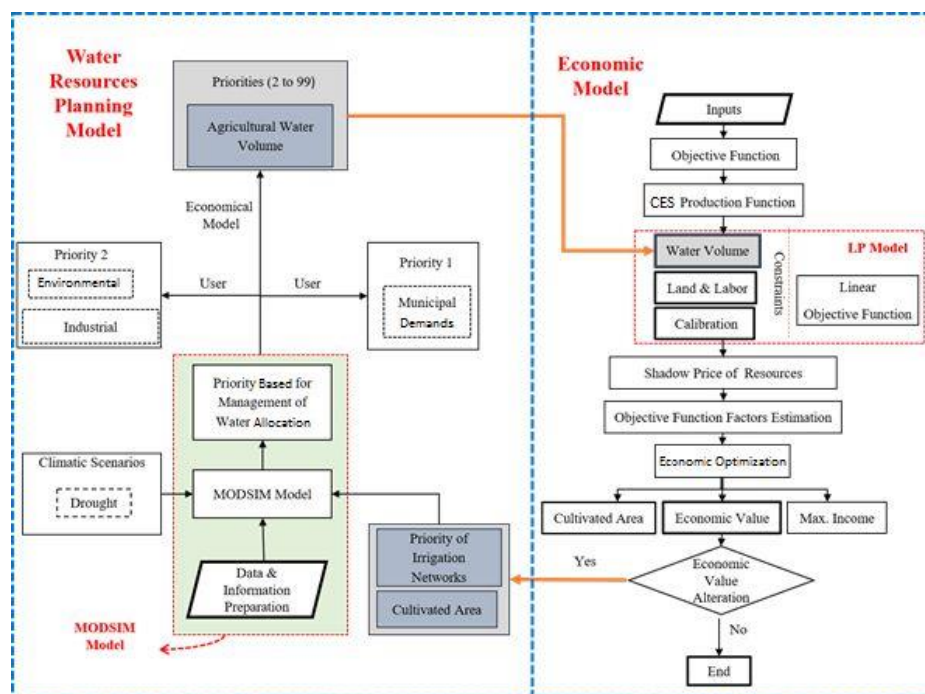 Water
Resources
Planning
Model
Priorities (2 to 99)
Agricultural Water
Volume
Economical
Model
Priority 2
Environmental
Industrial
User
User
Priority 1
Municipal
Demands
Priority Based for
Management of
Water Allocation
Climatic Scenarios
Drought
MODSIM Model
Data &
Information
Preparation
Priority of
Irrigation
Networks
Cultivated Area
MODSIM
Model
Economic
Model
Inputs
Objective Function
CES Production Function
Water Volume
Land & Labor
Calibration
Constraints
LP Model
Linear
Objective Function
Shadow Price of Resources
Objective Function Factors Estimation
Economic Optimization
Cultivated Area
Economic Value
Max. Income
Economic
Value
Alteration
Yes
No
End